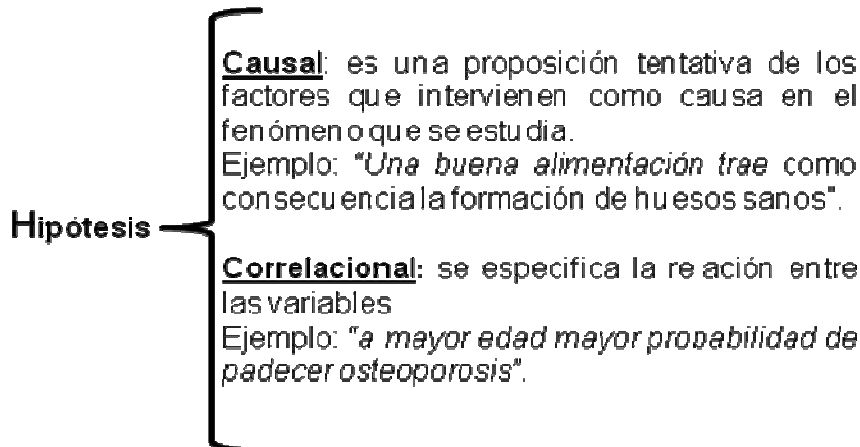 Hipótesis
Causal: es una proposición tentativa de los
factores que intervienen como causa en el
fenómeno que se estudia.
Ejemplo: "Una buena alimentación trae como
consecuencia la formación de huesos sanos".
Correlacional: se especifica la re ación entre
las variables
Ejemplo: "a mayor edad mayor probabilidad de
padecer osteoporosis".